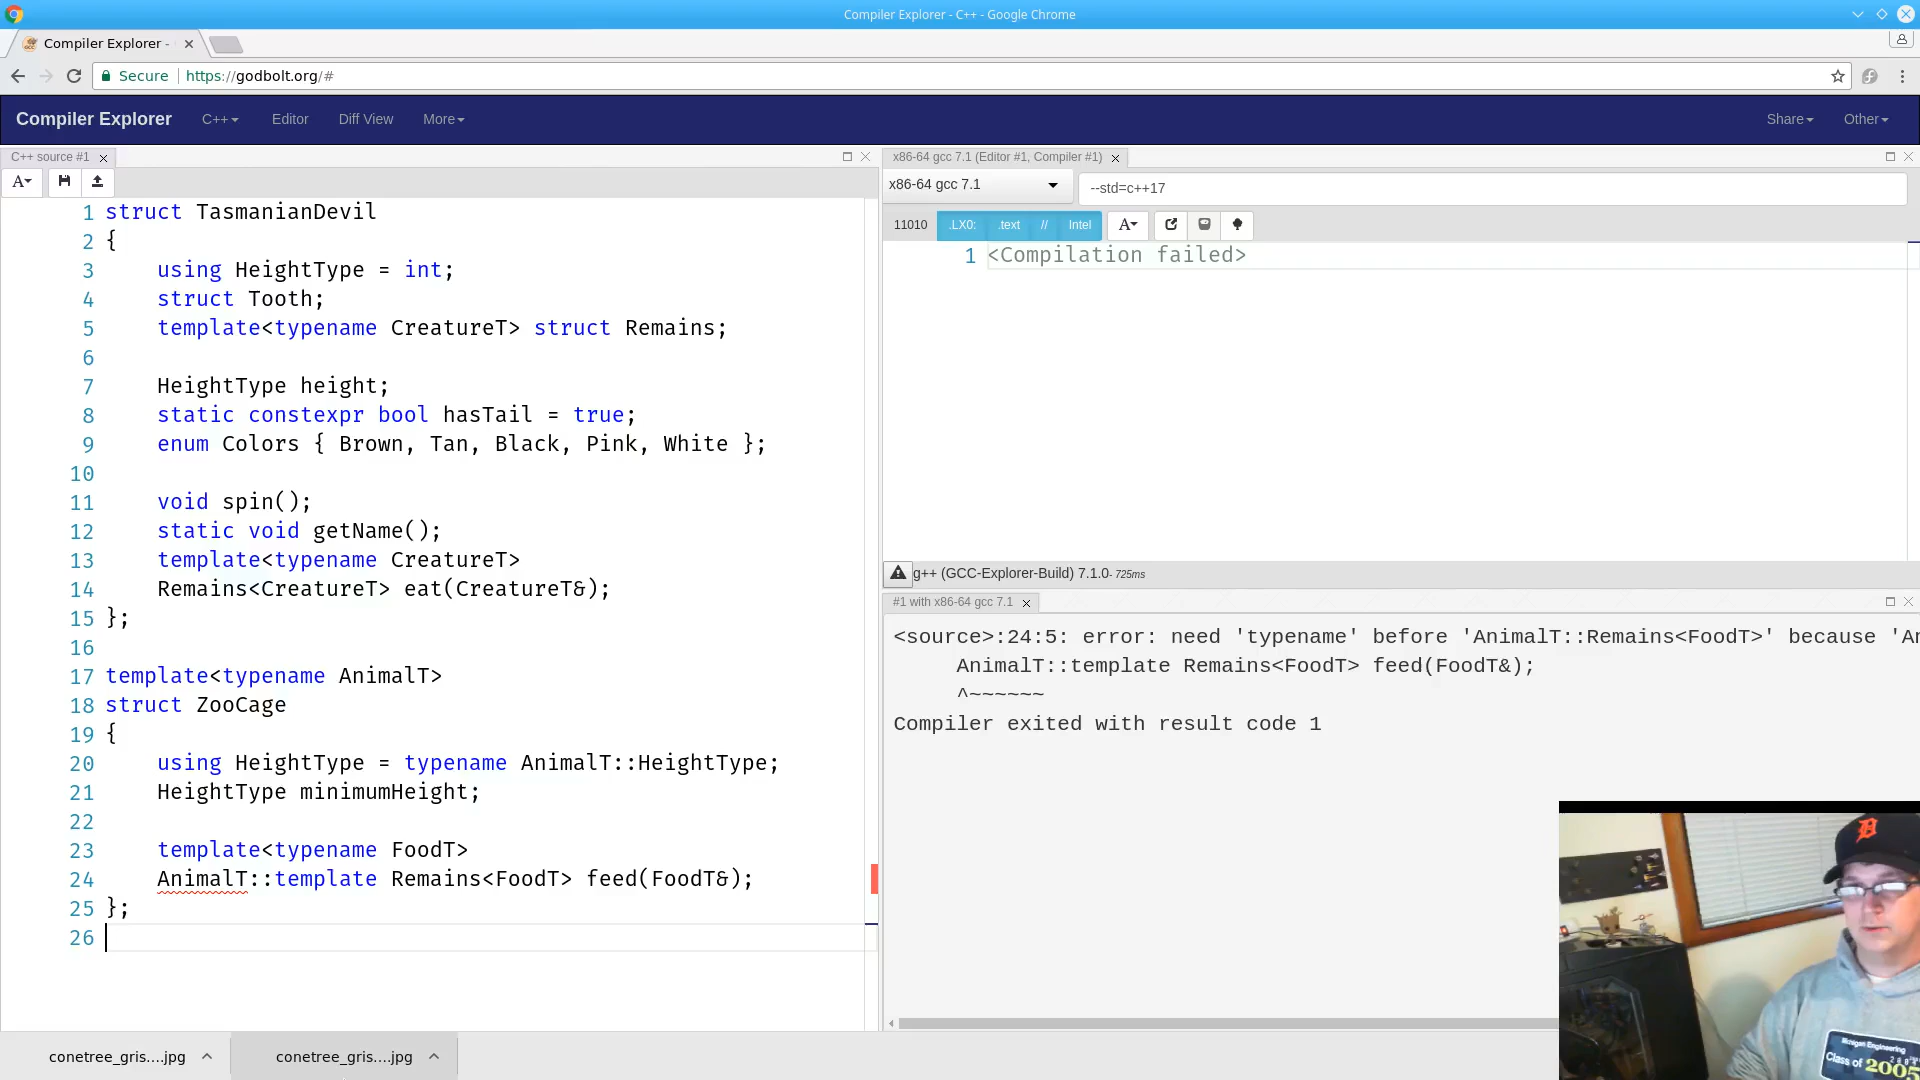 Compiler Explorer - C++ - Google Chrome
Compiler Explorer -
Secure https://godbolt.org/#
Compiler Explorer C++ Editor Diff View More Share Other
C++ source #1
A
1 struct TasmanianDevil
2 {
3 using HeightType = int;
4 struct Tooth;
5 template<typename CreatureT> struct Remains;
6
7 HeightType height;
8 static constexpr bool hasTail = true;
9 enum Colors { Brown, Tan, Black, Pink, White };
10
11 void spin();
12 static void getName();
13 template<typename CreatureT>
14 Remains<CreatureT> eat(CreatureT&);
15 };
16
17 template<typename AnimalT>
18 struct ZooCage
19 {
20 using HeightType = typename AnimalT::HeightType;
21 HeightType minimumHeight;
22
23 template<typename FoodT>
24 AnimalT::template Remains<FoodT> feed(FoodT&);
25 };
26
x86-64 gcc 7.1 (Editor #1, Compiler #1)
x86-64 gcc 7.1 --std=c++17
11010 .LX0: .text // Intel A
1 <Compilation failed>
g++ (GCC-Explorer-Build) 7.1.0 - 725ms
#1 with x86-64 gcc 7.1
<source>:24:5: error: need 'typename' before 'AnimalT::Remains<FoodT>' because 'An
AnimalT::template Remains<FoodT> feed(FoodT&);
^~~~~~~
Compiler exited with result code 1
Michigan Engineering
Class of 2005
conetree_gris....jpg conetree_gris....jpg